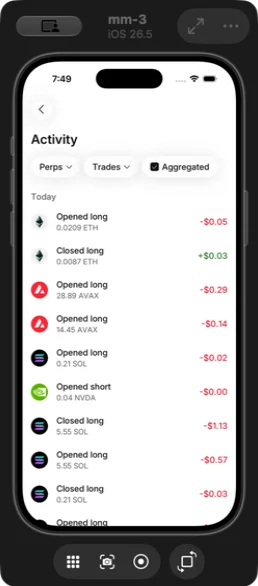 mm-3
iOS 26.5
7:49
Activity
Perps
Trades
Aggregated
Today
Opened long
0.0209 ETH
-$0.05
Closed long
0.0087 ETH
+$0.03
Opened long
28.89 AVAX
-$0.29
Opened long
14.45 AVAX
-$0.14
Opened long
0.21 SOL
-$0.02
Opened short
0.04 NVDA
-$0.00
Closed long
5.55 SOL
-$1.13
Opened long
5.55 SOL
-$0.57
Closed long
0.21 SOL
-$0.03
Opened long